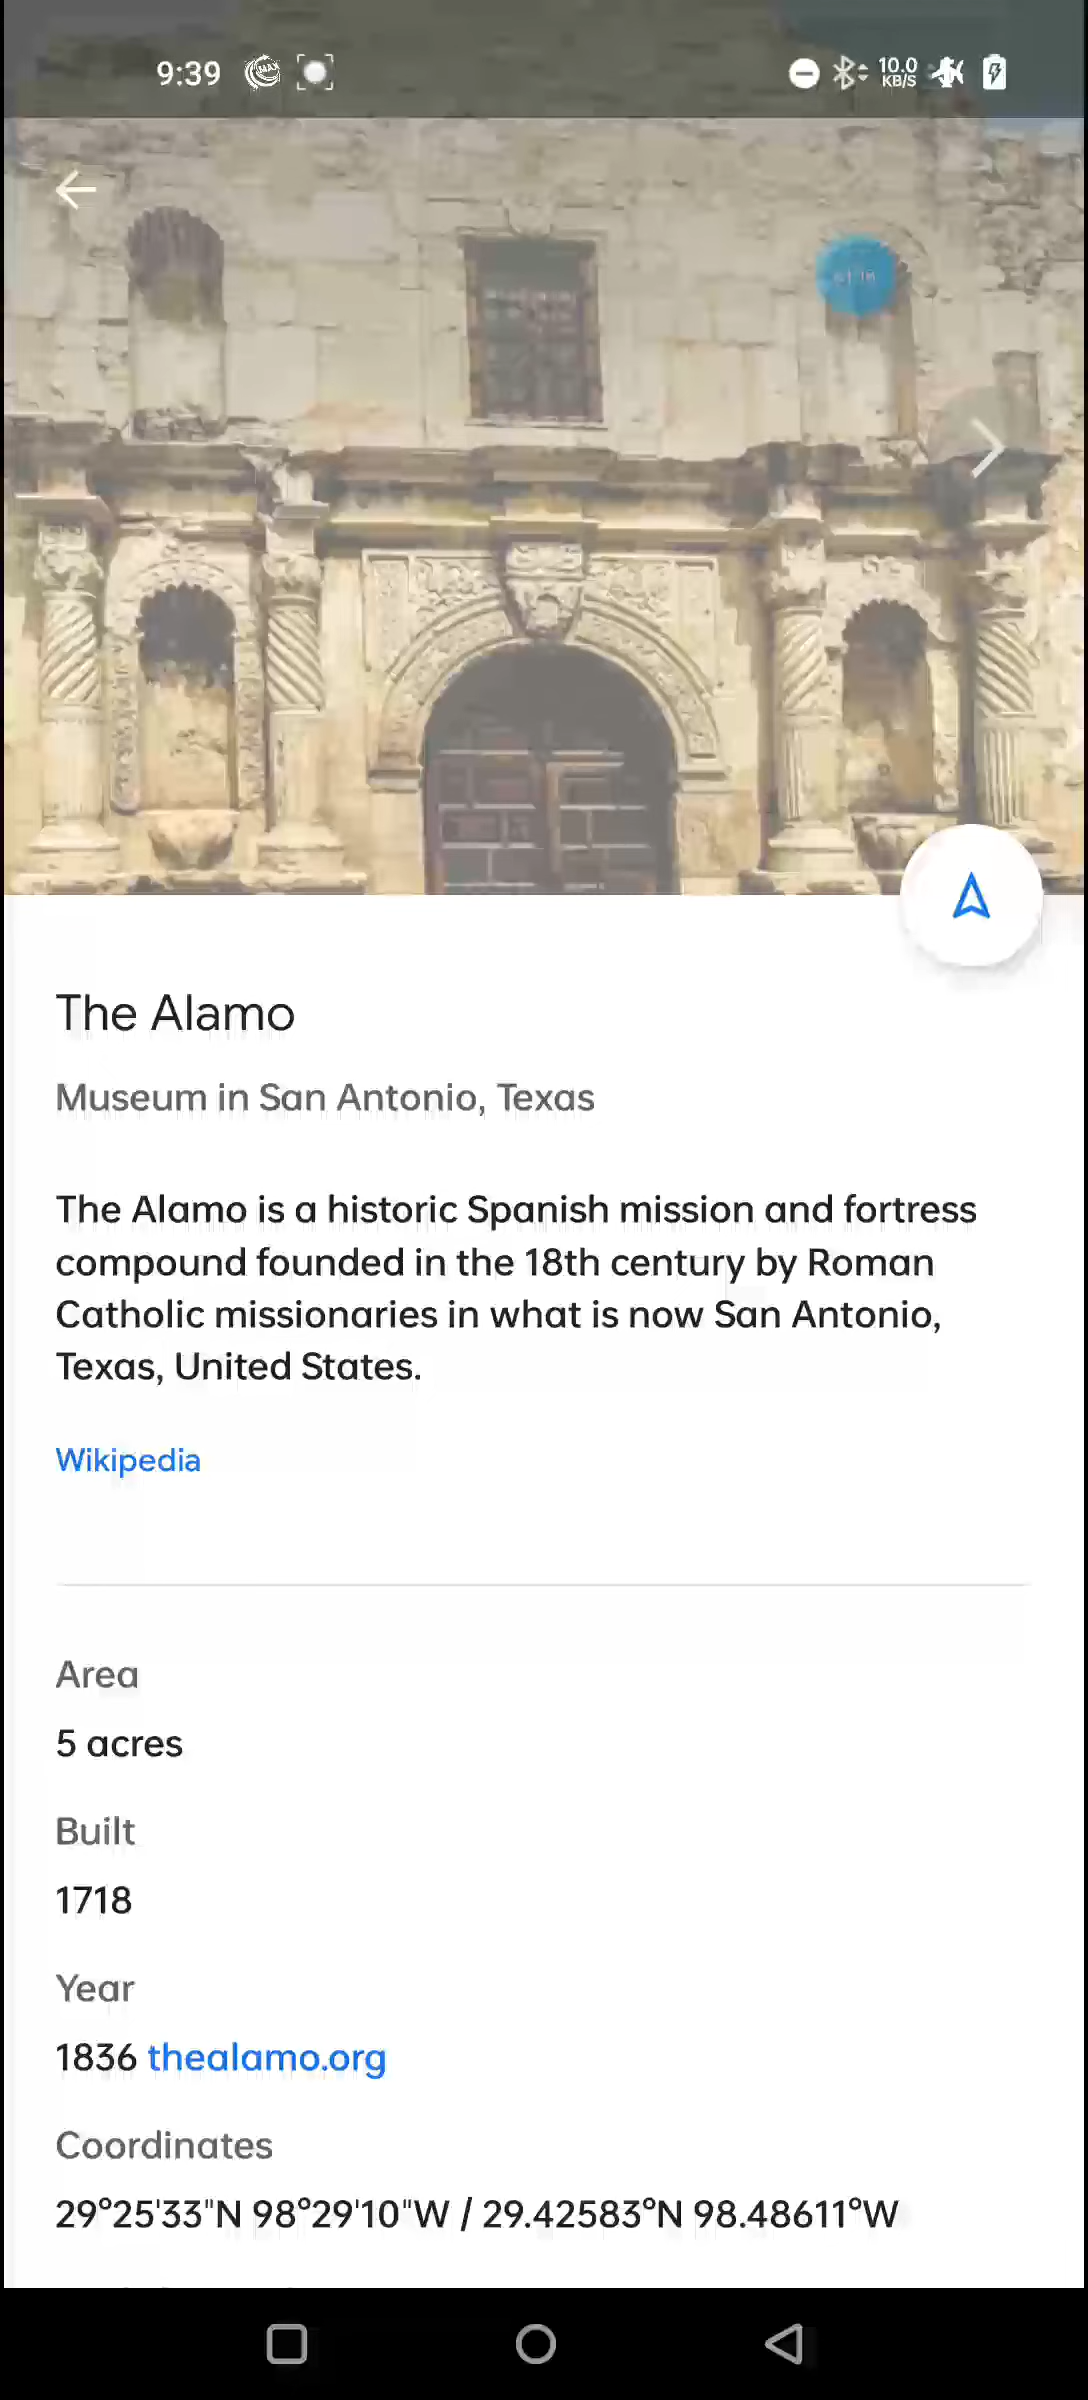 9:39
MAX
10.0
KB/S
The Alamo
Museum in San Antonio, Texas
The Alamo is a historic Spanish mission and fortress
compound founded in the 18th century by Roman
Catholic missionaries in what is now San Antonio,
Texas, United States.
Wikipedia
Area
5 acres
Built
1718
Year
1836 thealamo.org
Coordinates
29°25'33"N 98°29'10"W / 29.42583°N 98.48611°W